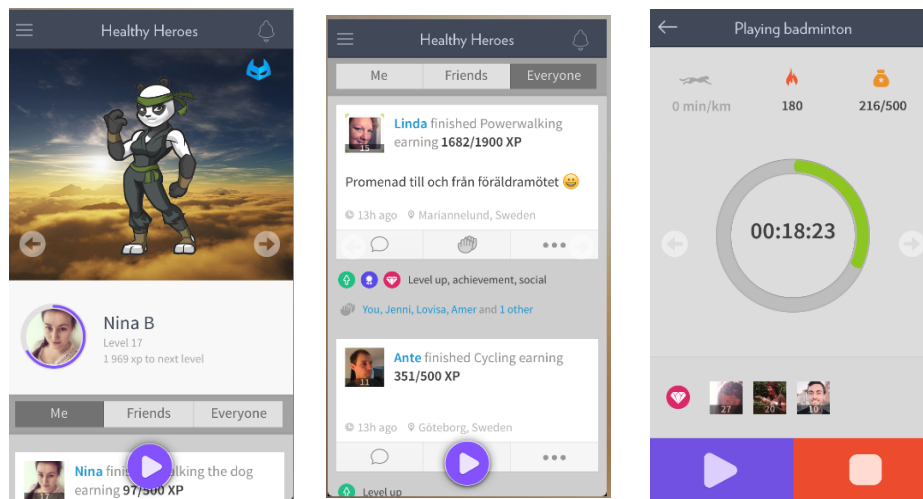 Healthy Heroes
Nina B
Level 17
1 969 xp to next level
Me Friends Everyone
Nina finis lking the dog
earning 97/500 XP
Healthy Heroes
Me Friends Everyone
15
Linda finished Powerwalking
earning 1682/1900 XP
Promenad till och från föräldramötet 😀
13h ago Mariannelund, Sweden
Level up, achievement, social
You, Jenni, Lovisa, Amer and 1 other
11
Ante finished Cycling earning
351/500 XP
13h ago Göteborg, Sweden
Level up
Playing badminton
0 min/km 180 216/500
00:18:23
27 20 10